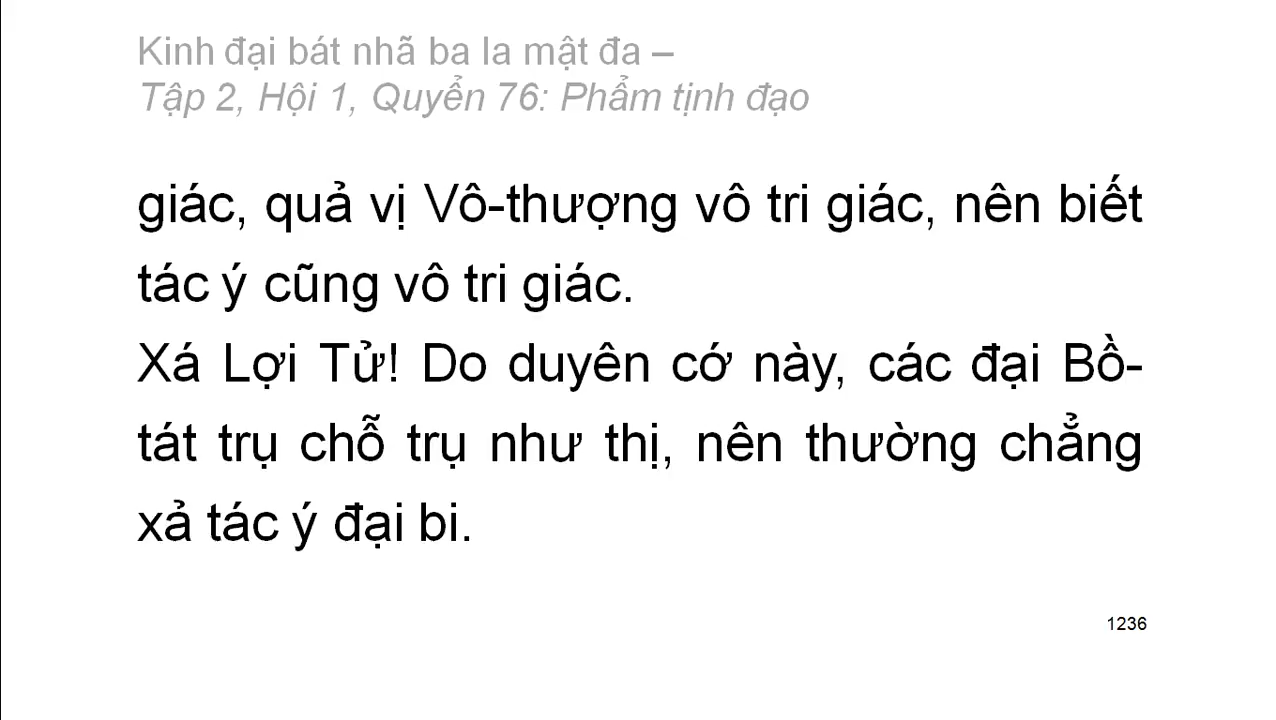 Kinh đại bát nhã ba la mật đa –
Tập 2, Hội 1, Quyển 76: Phẩm tịnh đạo
giác, quả vị Vô-thượng vô tri giác, nên biết
tác ý cũng vô tri giác.
Xá Lợi Tử! Do duyên cớ này, các đại Bồ-
tát trụ chỗ trụ như thị, nên thường chẳng
xả tác ý đại bi.
1236